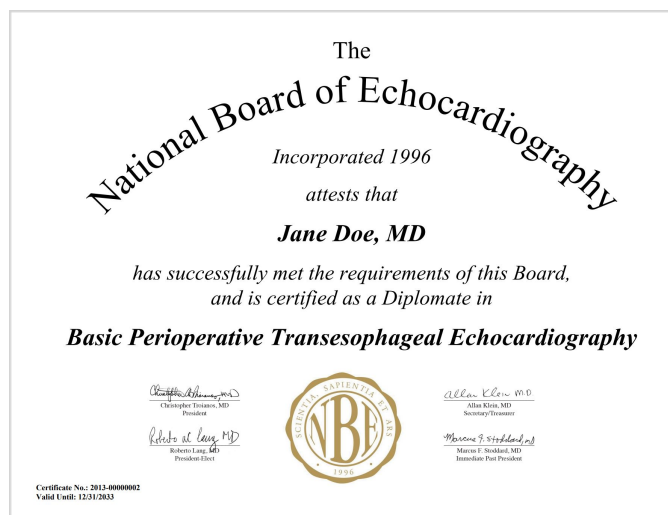 The
National Board of Echocardiography
Incorporated 1996
attests that
Jane Doe, MD
has successfully met the requirements of this Board,
and is certified as a Diplomate in
Basic Perioperative Transesophageal Echocardiography
Christopher Troianos, MD
President
Roberto Lang, MD
President-Elect
SCIENTIA, SAPIENTIA ET ARS
NBE
• 1996 •
Allan Klein M.D.
Allan Klein, MD
Secretary/Treasurer
Marcus F. Stoddard, MD
Immediate Past President
Certificate No.: 2013-00000002
Valid Until: 12/31/2033